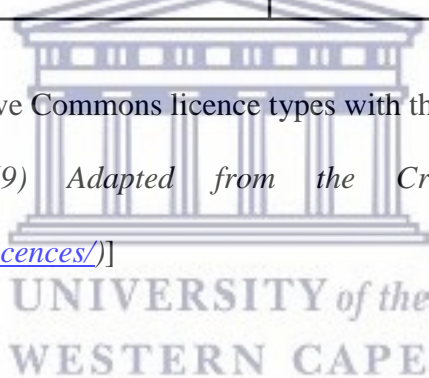 ve Commons licence types with th
9) Adapted from the Cr
cences/)]
UNIVERSITY of the
WESTERN CAPE